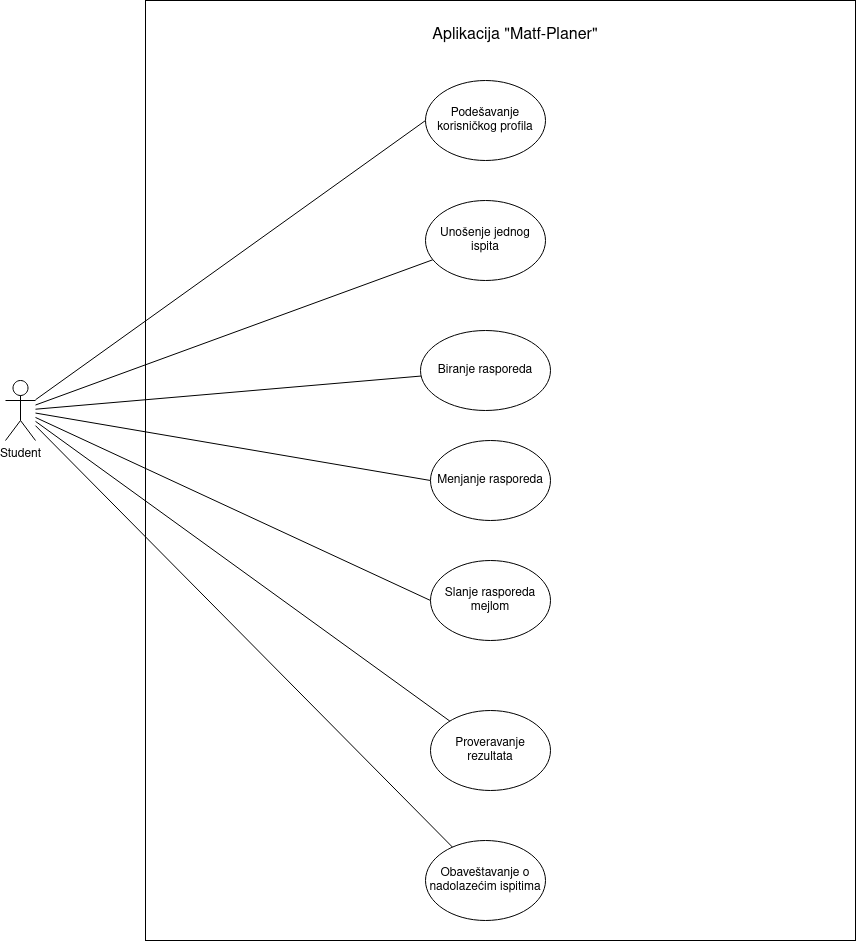 Aplikacija "Matf-Planer"
Podešavanje
korisničkog profila
Unošenje jednog
ispita
Biranje rasporeda
Menjanje rasporeda
Student
Slanje rasporeda
mejlom
Proveravanje
rezultata
Obaveštavanje o
nadolazećim ispitima